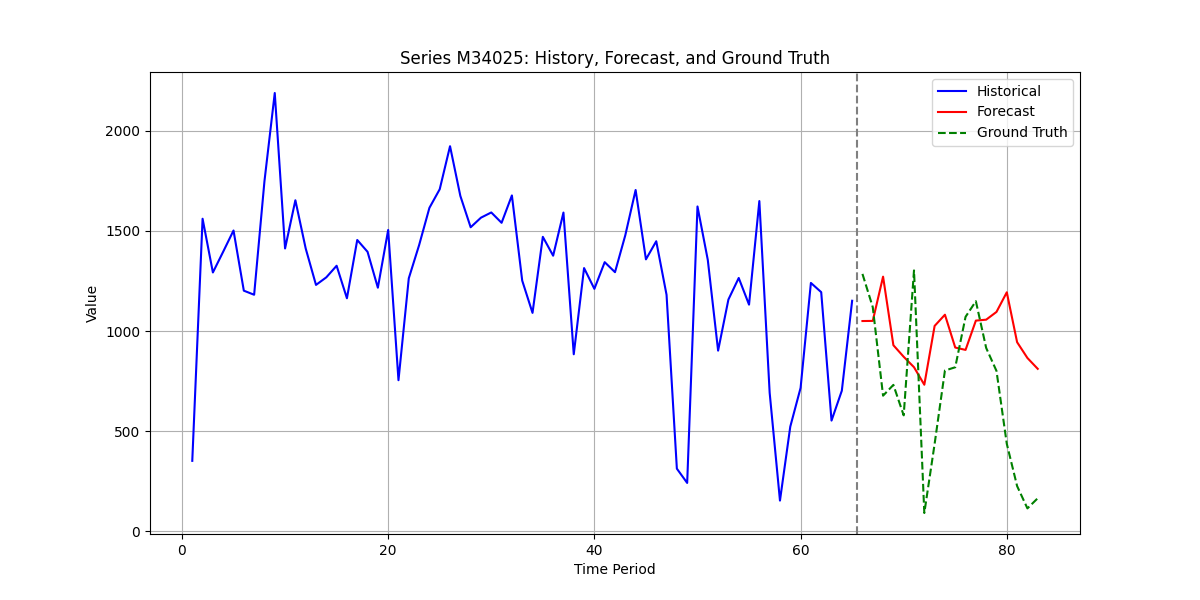 Series M34025: History, Forecast, and Ground Truth
Historical
Forecast
Ground Truth
Value
2000
1500
1000
500
0
0 20 40 60 80
Time Period